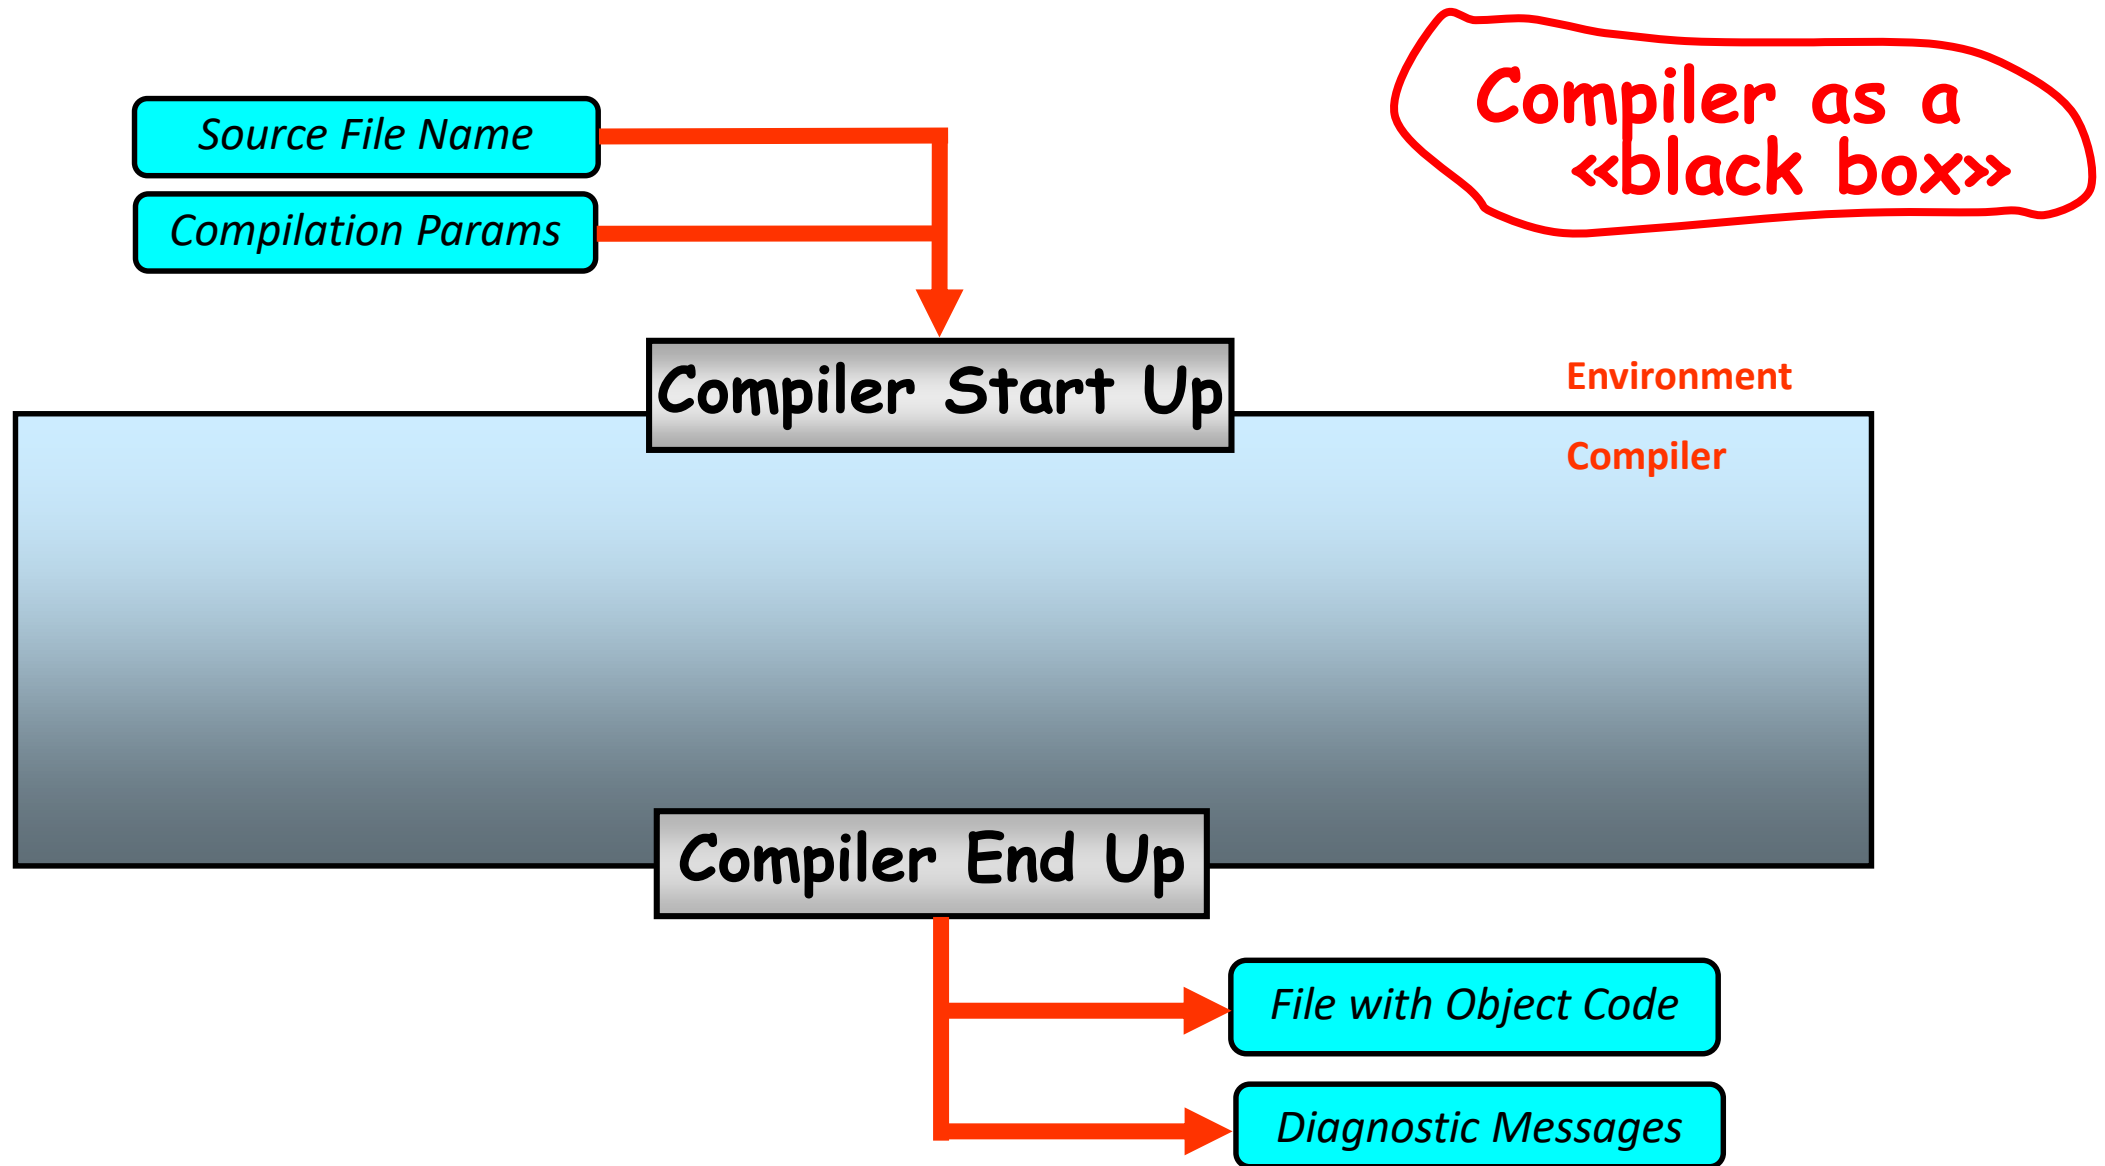 Compiler as a
«black box»
Source File Name
Compilation Params
Compiler Start Up
Environment
Compiler
Compiler End Up
File with Object Code
Diagnostic Messages